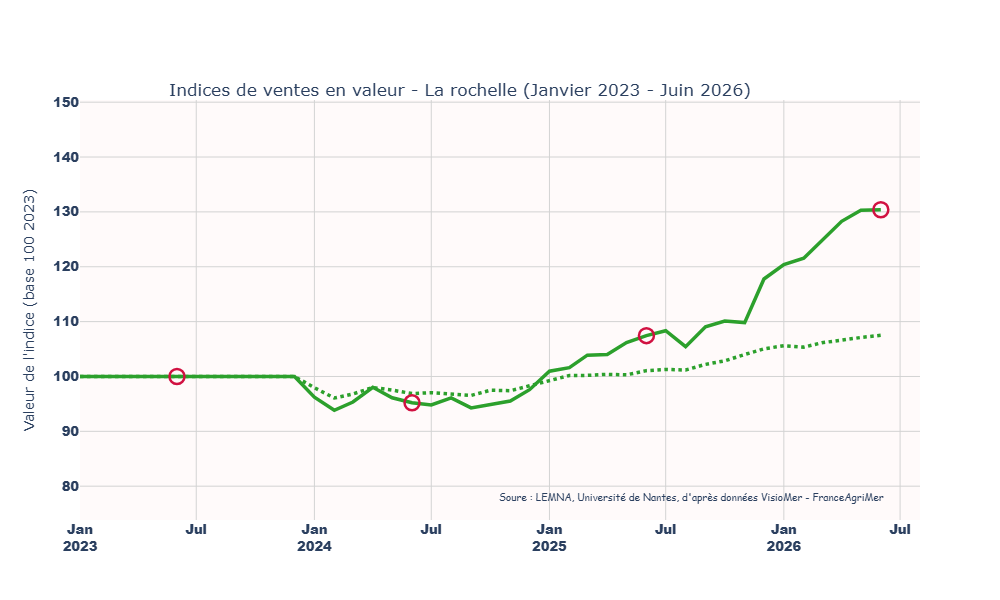 Indices de ventes en valeur - La rochelle (Janvier 2023 - Juin 2026)
Valeur de l'indice (base 100 2023)
150
140
130
120
110
100
90
80
Soure : LEMNA, Université de Nantes, d'après données VisioMer - FranceAgriMer
Jan Jul Jan Jul Jan Jul Jan Jul
2023 2024 2025 2026